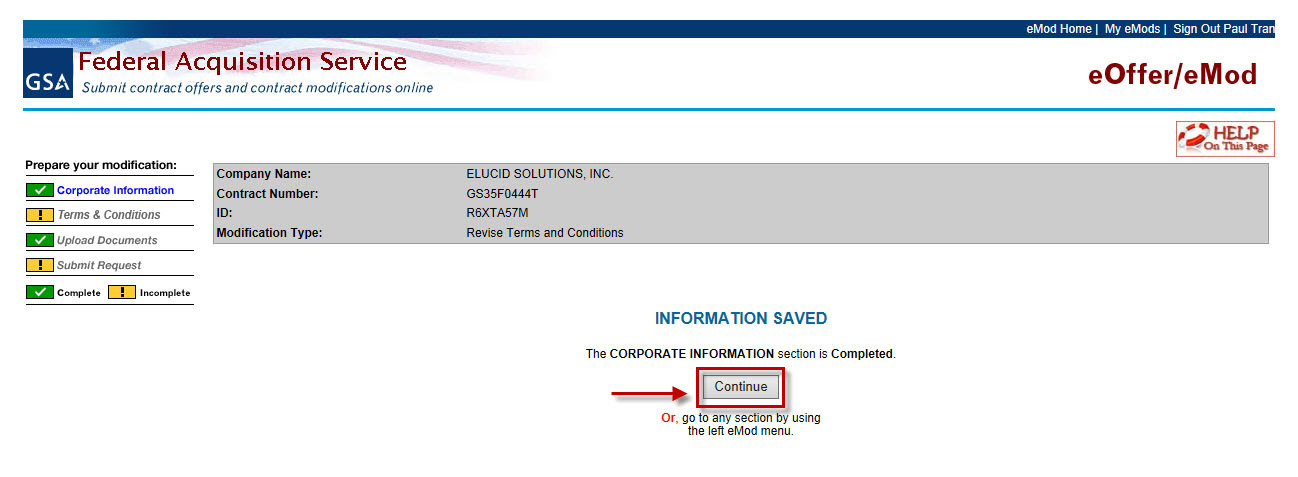 eMod Home | My eMods | Sign Out Paul Tran
GSA
Federal Acquisition Service
Submit contract offers and contract modifications online
eOffer/eMod
HELP
On This Page
Prepare your modification:
Corporate Information
! Terms & Conditions
Upload Documents
! Submit Request
Complete ! Incomplete
Company Name: ELUCID SOLUTIONS, INC.
Contract Number: GS35F0444T
ID: R6XTA57M
Modification Type: Revise Terms and Conditions
INFORMATION SAVED
The CORPORATE INFORMATION section is Completed.
Continue
Or, go to any section by using
the left eMod menu.